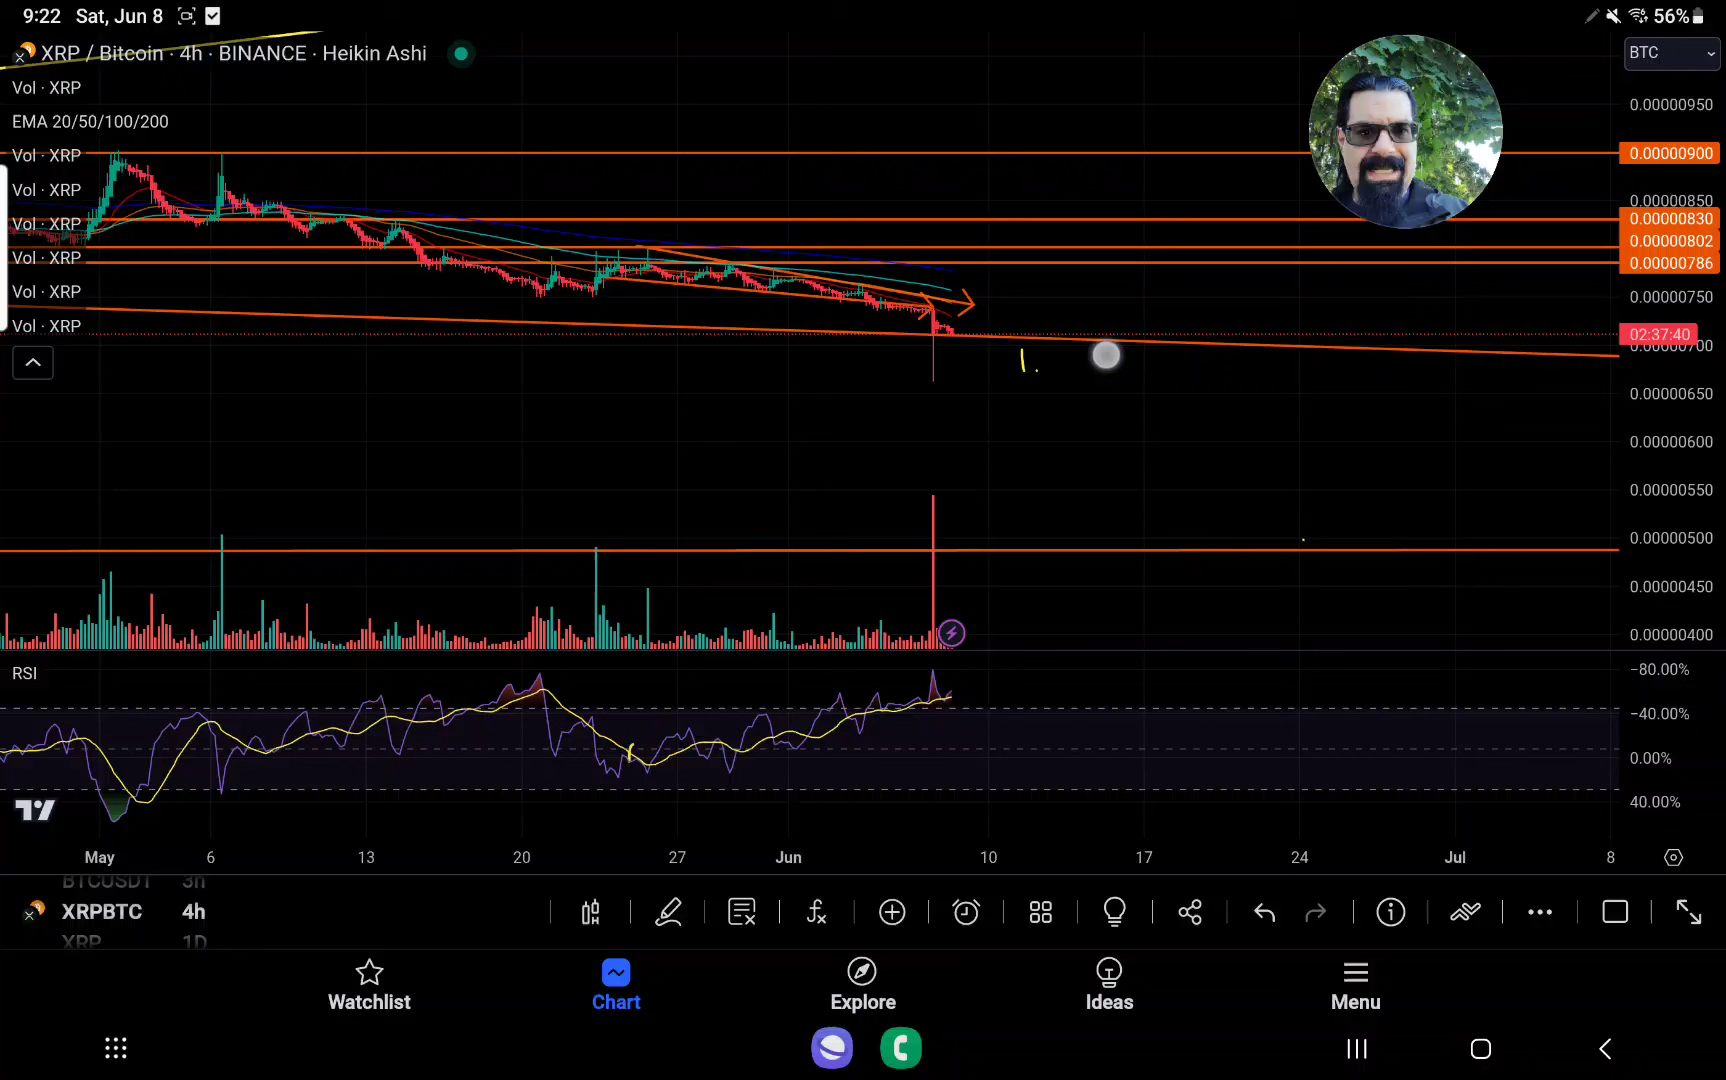 9:22 Sat, Jun 8 56%
XRP / Bitcoin · 4h · BINANCE · Heikin Ashi
BTC
Vol · XRP
EMA 20/50/100/200
Vol · XRP
Vol · XRP
Vol · XRP
Vol · XRP
Vol · XRP
Vol · XRP
0.00000950
0.00000900
0.00000850
0.00000830
0.00000802
0.00000786
0.00000750
02:37:40
0.00000700
0.00000650
0.00000600
0.00000550
0.00000500
0.00000450
0.00000400
1.
RSI
−80.00%
−40.00%
0.00%
40.00%
May 6 13 20 27 Jun 10 17 24 Jul 8
BTCUSDT 3h
XRPBTC 4h
XRP 1D
Watchlist Chart Explore Ideas Menu